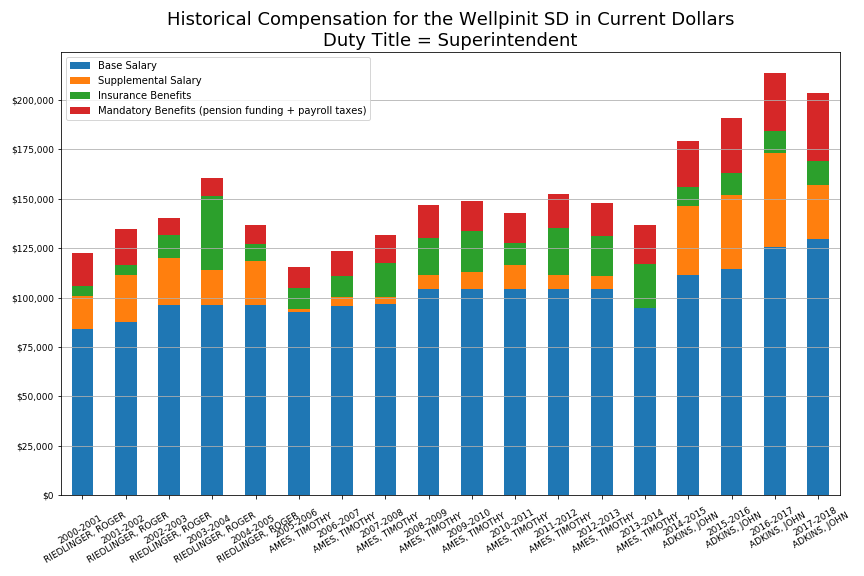 Historical Compensation for the Wellpinit SD in Current Dollars
Duty Title = Superintendent
Base Salary
Supplemental Salary
Insurance Benefits
Mandatory Benefits (pension funding + payroll taxes)
$200,000
$175,000
$150,000
$125,000
$100,000
$75,000
$50,000
$25,000
$0
2000-2001
RIEDLINGER, ROGER
2001-2002
RIEDLINGER, ROGER
2002-2003
RIEDLINGER, ROGER
2003-2004
RIEDLINGER, ROGER
2004-2005
RIEDLINGER, ROGER
2005-2006
AMES, TIMOTHY
2006-2007
AMES, TIMOTHY
2007-2008
AMES, TIMOTHY
2008-2009
AMES, TIMOTHY
2009-2010
AMES, TIMOTHY
2010-2011
AMES, TIMOTHY
2011-2012
AMES, TIMOTHY
2012-2013
AMES, TIMOTHY
2013-2014
AMES, TIMOTHY
2014-2015
ADKINS, JOHN
2015-2016
ADKINS, JOHN
2016-2017
ADKINS, JOHN
2017-2018
ADKINS, JOHN